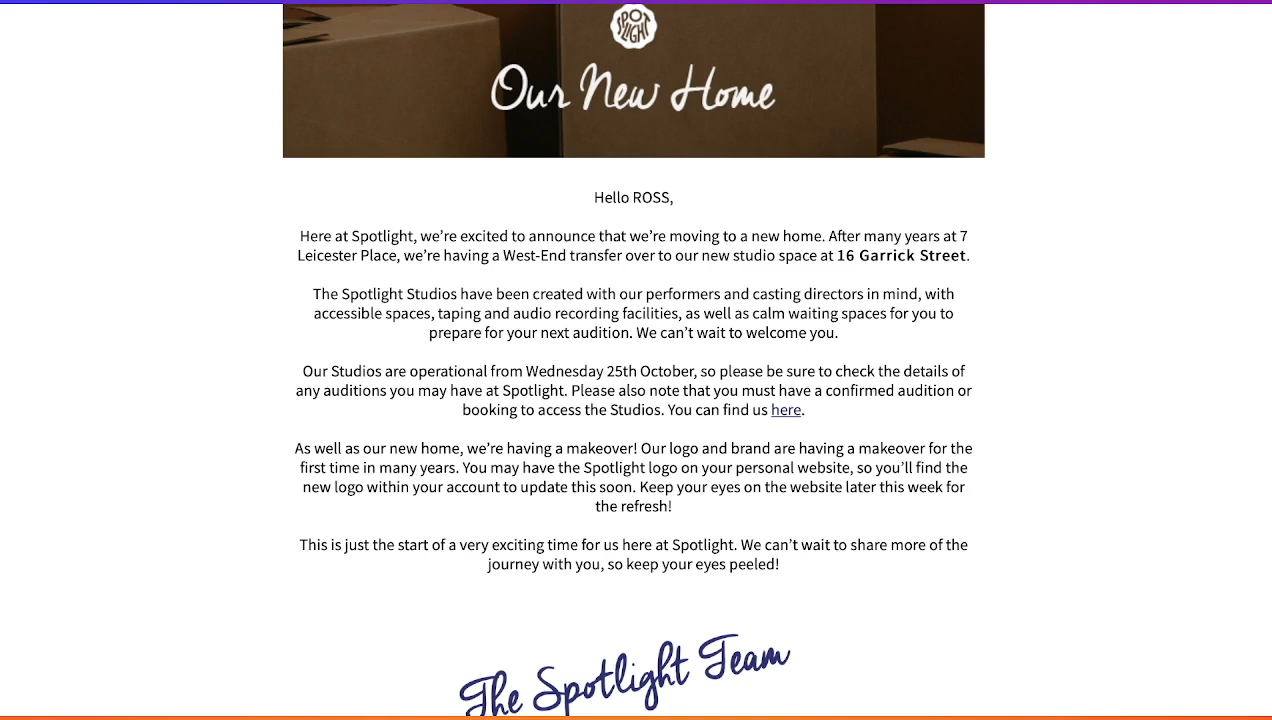 SPOTLIGHT
Our New Home
Hello ROSS,
Here at Spotlight, we’re excited to announce that we’re moving to a new home. After many years at 7
Leicester Place, we’re having a West-End transfer over to our new studio space at 16 Garrick Street.
The Spotlight Studios have been created with our performers and casting directors in mind, with
accessible spaces, taping and audio recording facilities, as well as calm waiting spaces for you to
prepare for your next audition. We can’t wait to welcome you.
Our Studios are operational from Wednesday 25th October, so please be sure to check the details of
any auditions you may have at Spotlight. Please also note that you must have a confirmed audition or
booking to access the Studios. You can find us here.
As well as our new home, we’re having a makeover! Our logo and brand are having a makeover for the
first time in many years. You may have the Spotlight logo on your personal website, so you’ll find the
new logo within your account to update this soon. Keep your eyes on the website later this week for
the refresh!
This is just the start of a very exciting time for us here at Spotlight. We can’t wait to share more of the
journey with you, so keep your eyes peeled!
The Spotlight Team